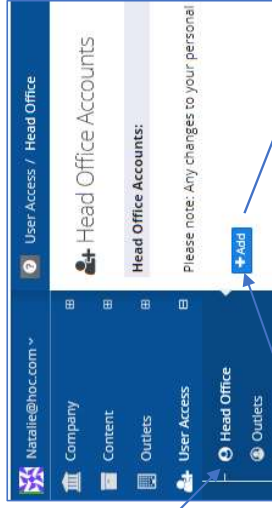 Natalie@hoc.com
Company
Content
Outlets
User Access
Head Office
Outlets
? User Access / Head Office
Head Office Accounts
Head Office Accounts:
Please note: Any changes to your personal
+ Add